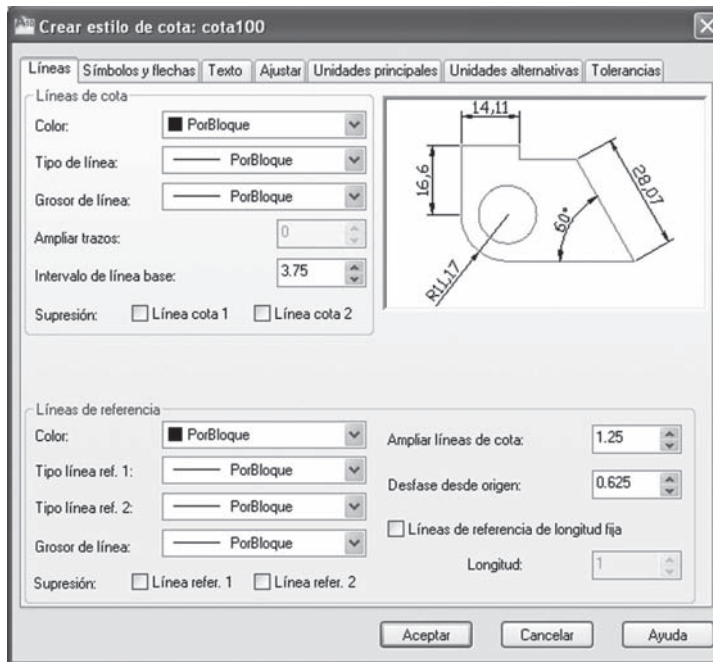 Crear estilo de cota: cota100
Líneas
Símbolos y flechas
Texto
Ajustar
Unidades principales
Unidades alternativas
Tolerancias
Líneas de cota
Color:
PorBloque
Tipo de línea:
PorBloque
Grosor de línea:
PorBloque
Ampliar trazos:
0
Intervalo de línea base:
3.75
Supresión:
Línea cota 1
Línea cota 2
14,11
16,6
28,07
60°
R11,17
Líneas de referencia
Color:
PorBloque
Tipo línea ref. 1:
PorBloque
Tipo línea ref. 2:
PorBloque
Grosor de línea:
PorBloque
Supresión:
Línea refer. 1
Línea refer. 2
Ampliar líneas de cota:
1.25
Desfase desde origen:
0.625
Líneas de referencia de longitud fija
Longitud:
1
Aceptar
Cancelar
Ayuda